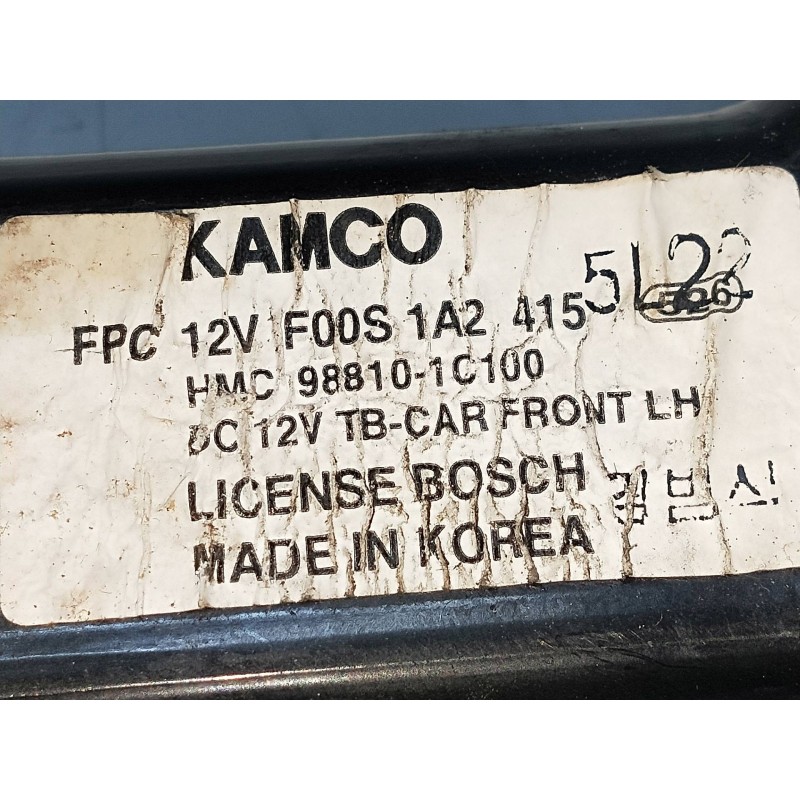 KAMCO
FPC 12V F00S 1A2 415 5L22
HMC 98810-1C100
DC 12V TB-CAR FRONT LH
LICENSE BOSCH
MADE IN KOREA